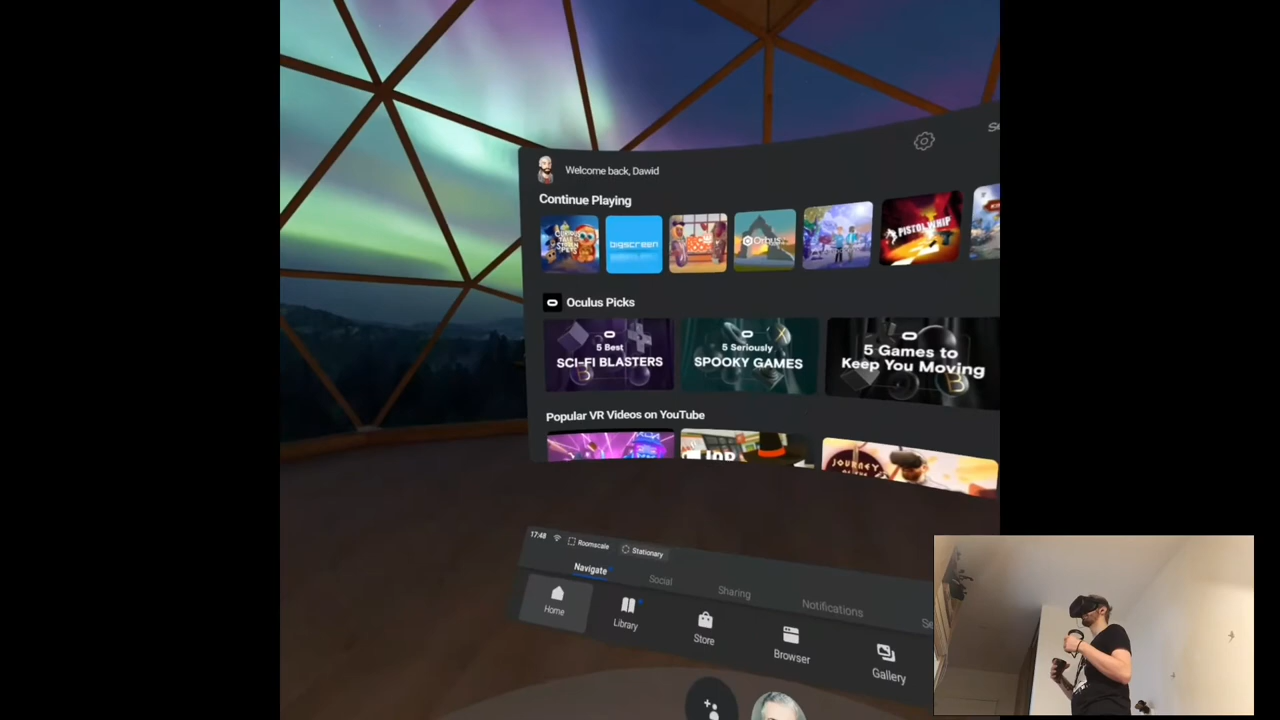 Welcome back, Dawid
Continue Playing
bigscreen
Orbus
PISTOL WHIP
Oculus Picks
5 Best
SCI-FI BLASTERS
5 Seriously
SPOOKY GAMES
5 Games to
Keep You Moving
Popular VR Videos on YouTube
JOURNEY
17:48
Roomscale
Stationary
Navigate
Social
Sharing
Notifications
Home
Library
Store
Browser
Gallery